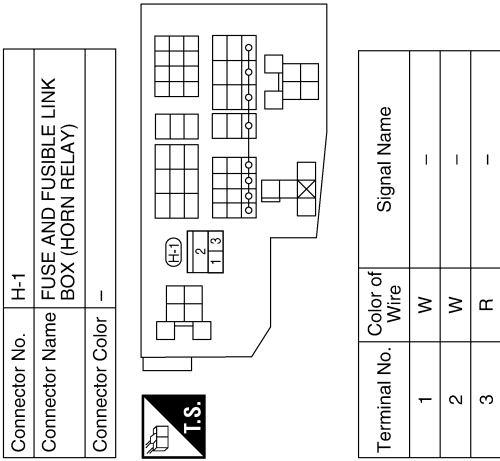 Connector No. H-1
Connector Name FUSE AND FUSIBLE LINK
BOX (HORN RELAY)
Connector Color –
T.S.
H-1
2
1 3
Terminal No. Color of Wire Signal Name
1 W –
2 W –
3 R –